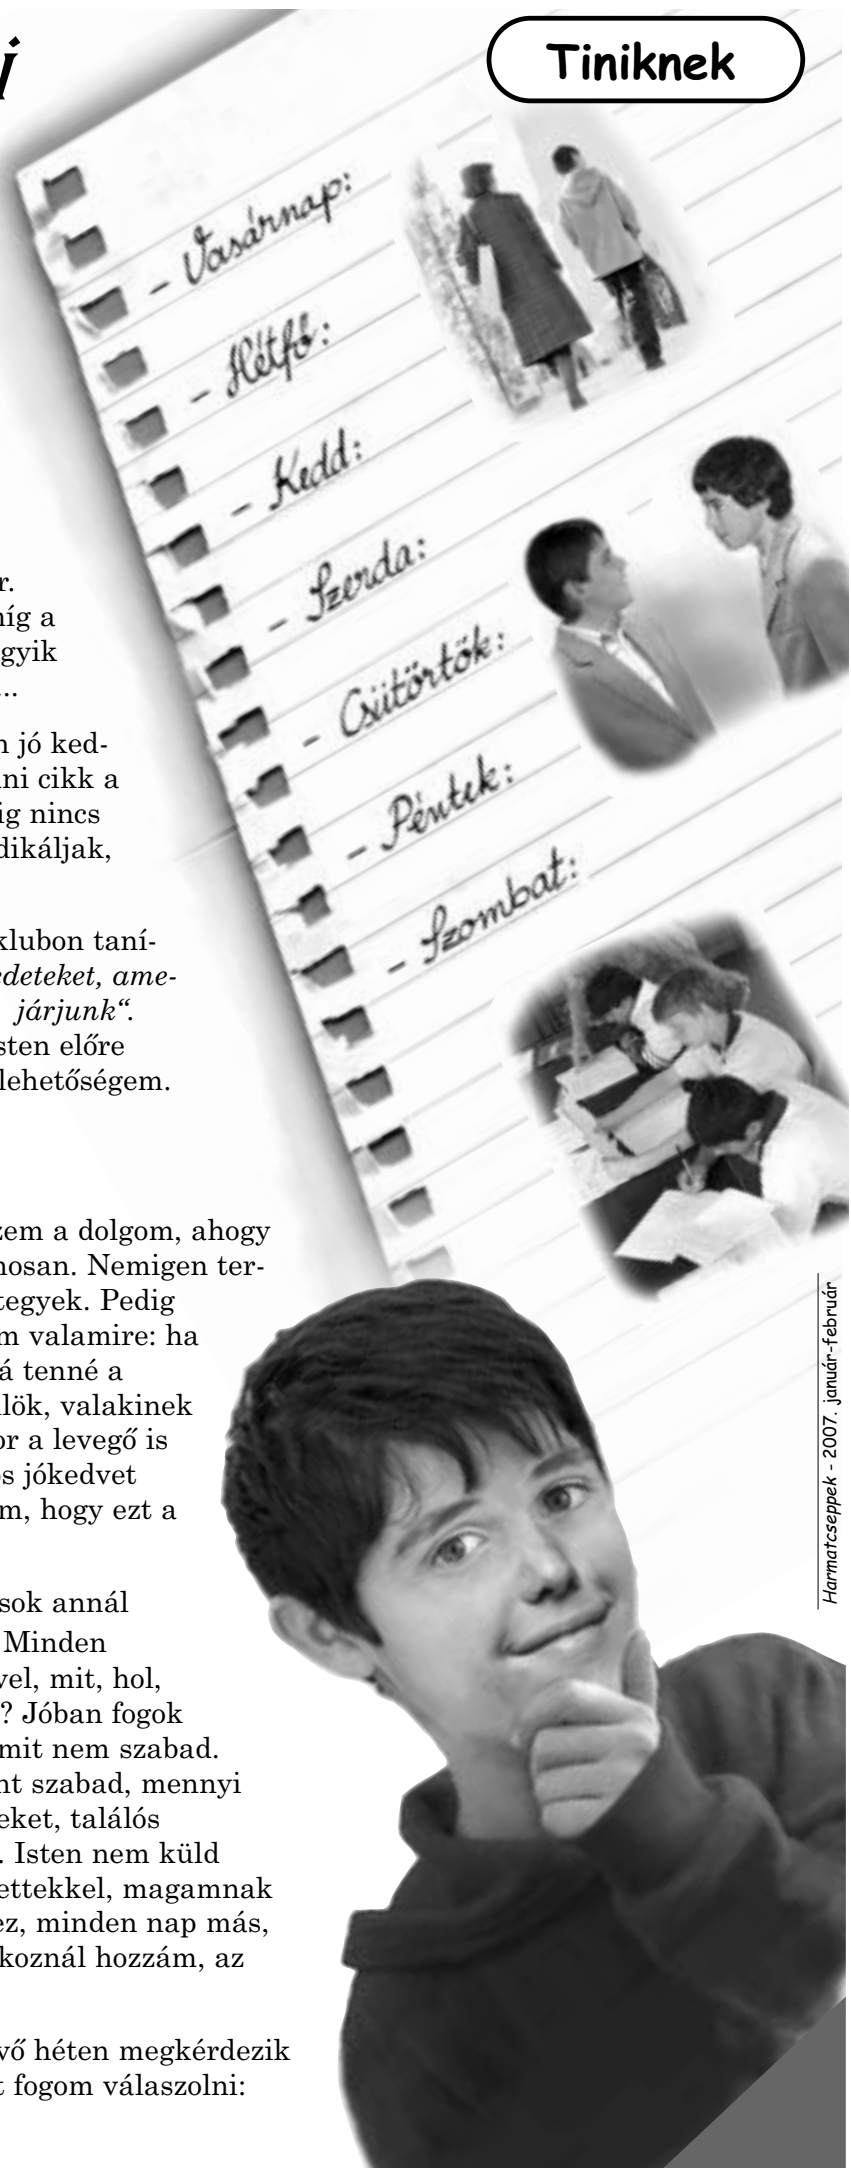 i
Tiniknek
- Vasárnap:
- Hétfő:
- Kedd:
- Szerda:
- Csütörtök:
- Péntek:
- Szombat:
r.
níg a
gyik
...
n jó ked-
ni cikk a
ig nincs
dikáljak,
klubon taní-
edeteket, ame-
járjunk“.
sten előre
lehetőségem.
zem a dolgom, ahogy
nosan. Nemigen ter-
tegyek. Pedig
m valamire: ha
á tenné a
lök, valakinek
or a levegő is
s jókedvet
m, hogy ezt a
sok annál
Minden
vel, mit, hol,
? Jóban fogok
mit nem szabad.
nt szabad, mennyi
eket, találós
. Isten nem küld
ettekkel, magamnak
ez, minden nap más,
koznál hozzám, az
vő héten megkérdezik
t fogom válaszolni:
Harmatcseppek - 2007. január-február